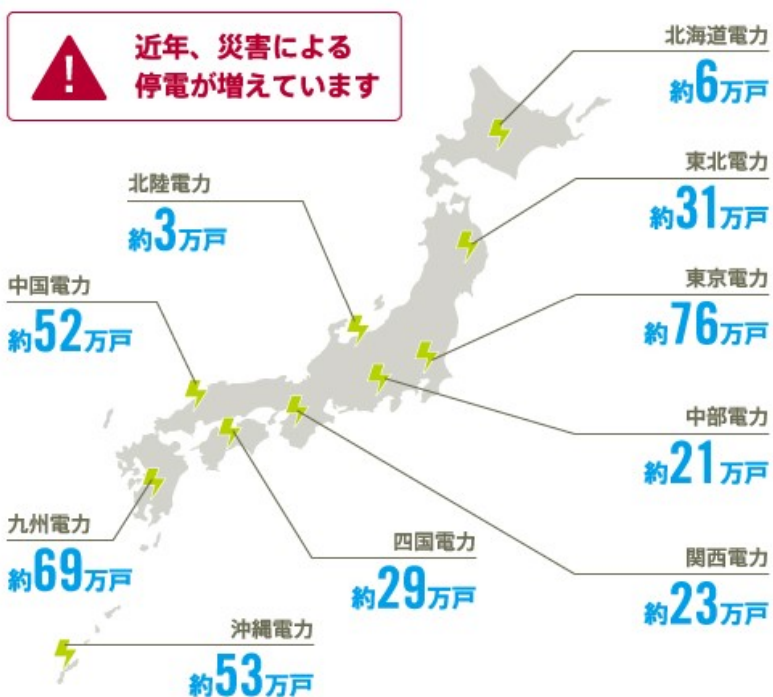 近年、災害による
停電が増えています
北海道電力
約6万戸
東北電力
約31万戸
北陸電力
約3万戸
東京電力
約76万戸
中国電力
約52万戸
中部電力
約21万戸
九州電力
約69万戸
四国電力
約29万戸
関西電力
約23万戸
沖縄電力
約53万戸